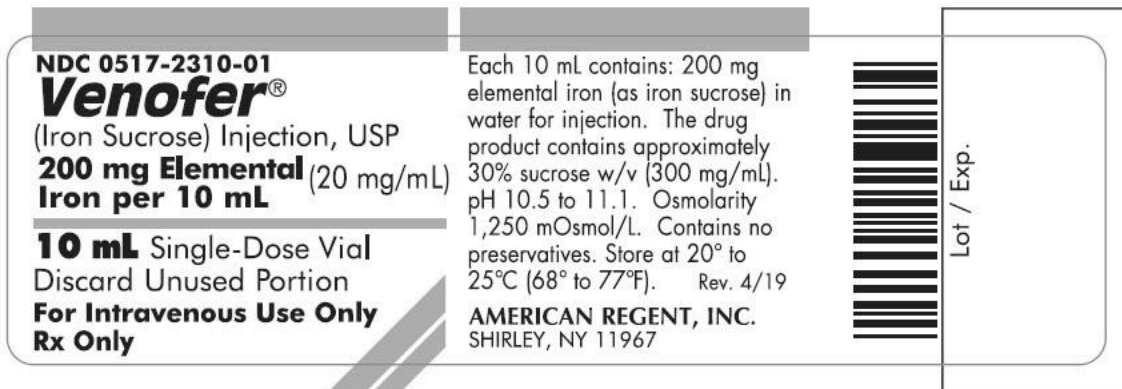 NDC 0517-2310-01
Venofer®
(Iron Sucrose) Injection, USP
200 mg Elemental (20 mg/mL)
Iron per 10 mL
10 mL Single-Dose Vial
Discard Unused Portion
For Intravenous Use Only
Rx Only
Each 10 mL contains: 200 mg
elemental iron (as iron sucrose) in
water for injection. The drug
product contains approximately
30% sucrose w/v (300 mg/mL).
pH 10.5 to 11.1. Osmolarity
1,250 mOsmol/L. Contains no
preservatives. Store at 20° to
25°C (68° to 77°F). Rev. 4/19
AMERICAN REGENT, INC.
SHIRLEY, NY 11967
Lot / Exp.